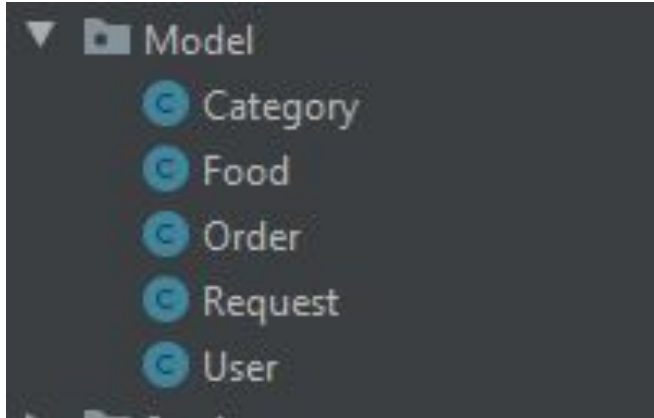 Model
C Category
C Food
C Order
C Request
C User